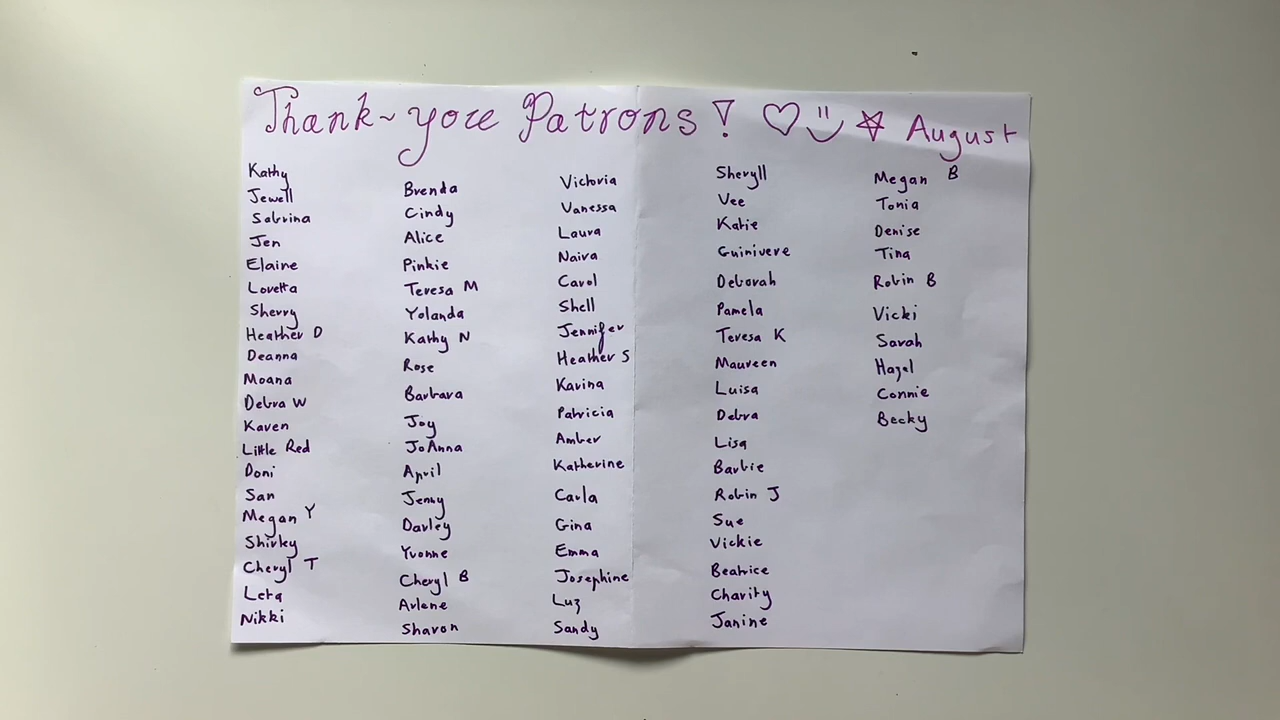 Thank-you Patrons! ♡ August
Kathy
Jewell
Sabrina
Jen
Elaine
Loretta
Sherry
Heather D
Deanna
Moana
Debra W
Karen
Little Red
Doni
San
Megan Y
Shirley
Cheryl T
Leta
Nikki
Brenda
Cindy
Alice
Pinkie
Teresa M
Yolanda
Kathy N
Rose
Barbara
Joy
JoAnna
April
Jenny
Darley
Yvonne
Cheryl B
Arlene
Sharon
Victoria
Vanessa
Laura
Naira
Carol
Shell
Jennifer
Heather S
Karina
Patricia
Amber
Katherine
Carla
Gina
Emma
Josephine
Luz
Sandy
Sheryll
Vee
Katie
Guinivere
Deborah
Pamela
Teresa K
Maureen
Luisa
Debra
Lisa
Barbie
Robin J
Sue
Vickie
Beatrice
Charity
Janine
Megan B
Tonia
Denise
Tina
Robin B
Vicki
Sarah
Hazel
Connie
Becky